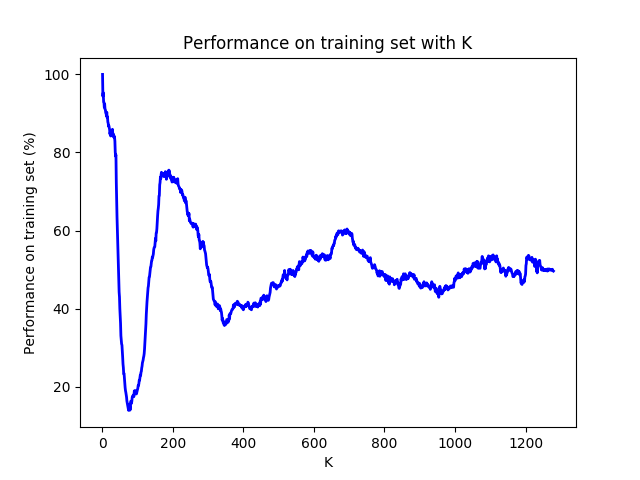 Performance on training set with K
Performance on training set (%)
100
80
60
40
20
0 200 400 600 800 1000 1200
K